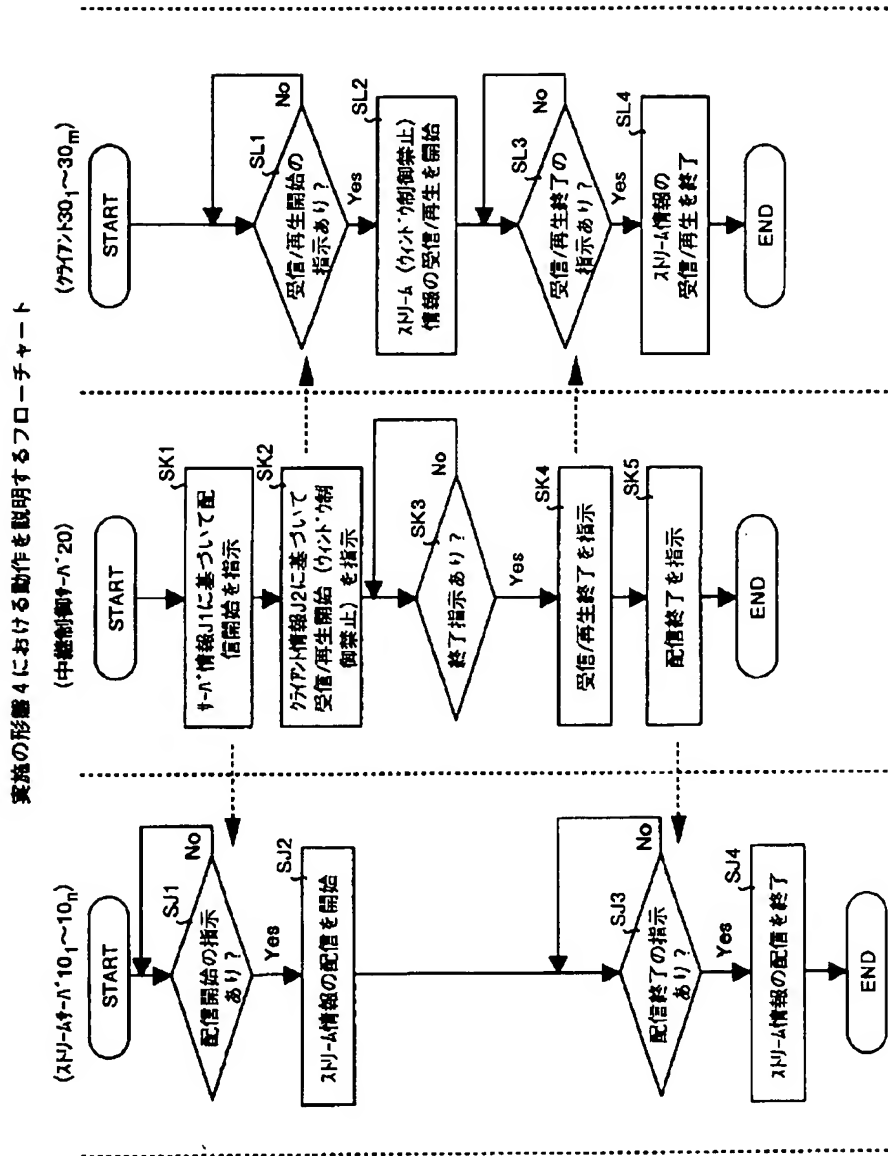 実施の形態4における動作を説明するフローチャート
(ストリームサーバ10₁~10ₙ)
START
SJ1
配信開始の指示
あり?
No
Yes
SJ2
ストリーム情報の配信を開始
SJ3
配信終了の指示
あり?
No
Yes
SJ4
ストリーム情報の配信を終了
END
(中継制御サーバ20)
START
SK1
サーバ情報J1に基づいて配
信開始を指示
SK2
クライアント情報J2に基づいて
受信/再生開始(ウィンドウ制
御禁止)を指示
SK3
終了指示あり?
No
Yes
SK4
受信/再生終了を指示
SK5
配信終了を指示
END
(クライアント30₁~30ₘ)
START
SL1
受信/再生開始の
指示あり?
No
Yes
SL2
ストリーム(ウィンドウ制御禁止)
情報の受信/再生を開始
SL3
受信/再生終了の
指示あり?
No
Yes
SL4
ストリーム情報の
受信/再生を終了
END